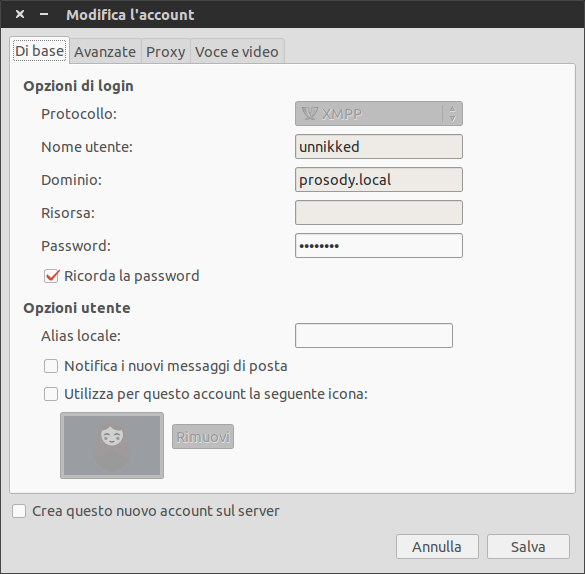 Modifica l'account
Di base Avanzate Proxy Voce e video
Opzioni di login
Protocollo: XMPP
Nome utente: unnikked
Dominio: prosody.local
Risorsa:
Password: ••••••••
Ricorda la password
Opzioni utente
Alias locale:
Notifica i nuovi messaggi di posta
Utilizza per questo account la seguente icona:
Rimuovi
Crea questo nuovo account sul server
Annulla Salva